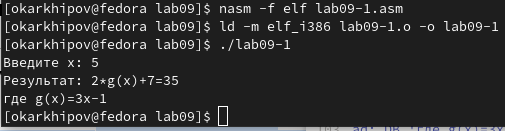 [okarkhipov@fedora lab09]$ nasm -f elf lab09-1.asm
[okarkhipov@fedora lab09]$ ld -m elf_i386 lab09-1.o -o lab09-1
[okarkhipov@fedora lab09]$ ./lab09-1
Введите x: 5
Результат: 2*g(x)+7=35
где g(x)=3x-1
[okarkhipov@fedora lab09]$